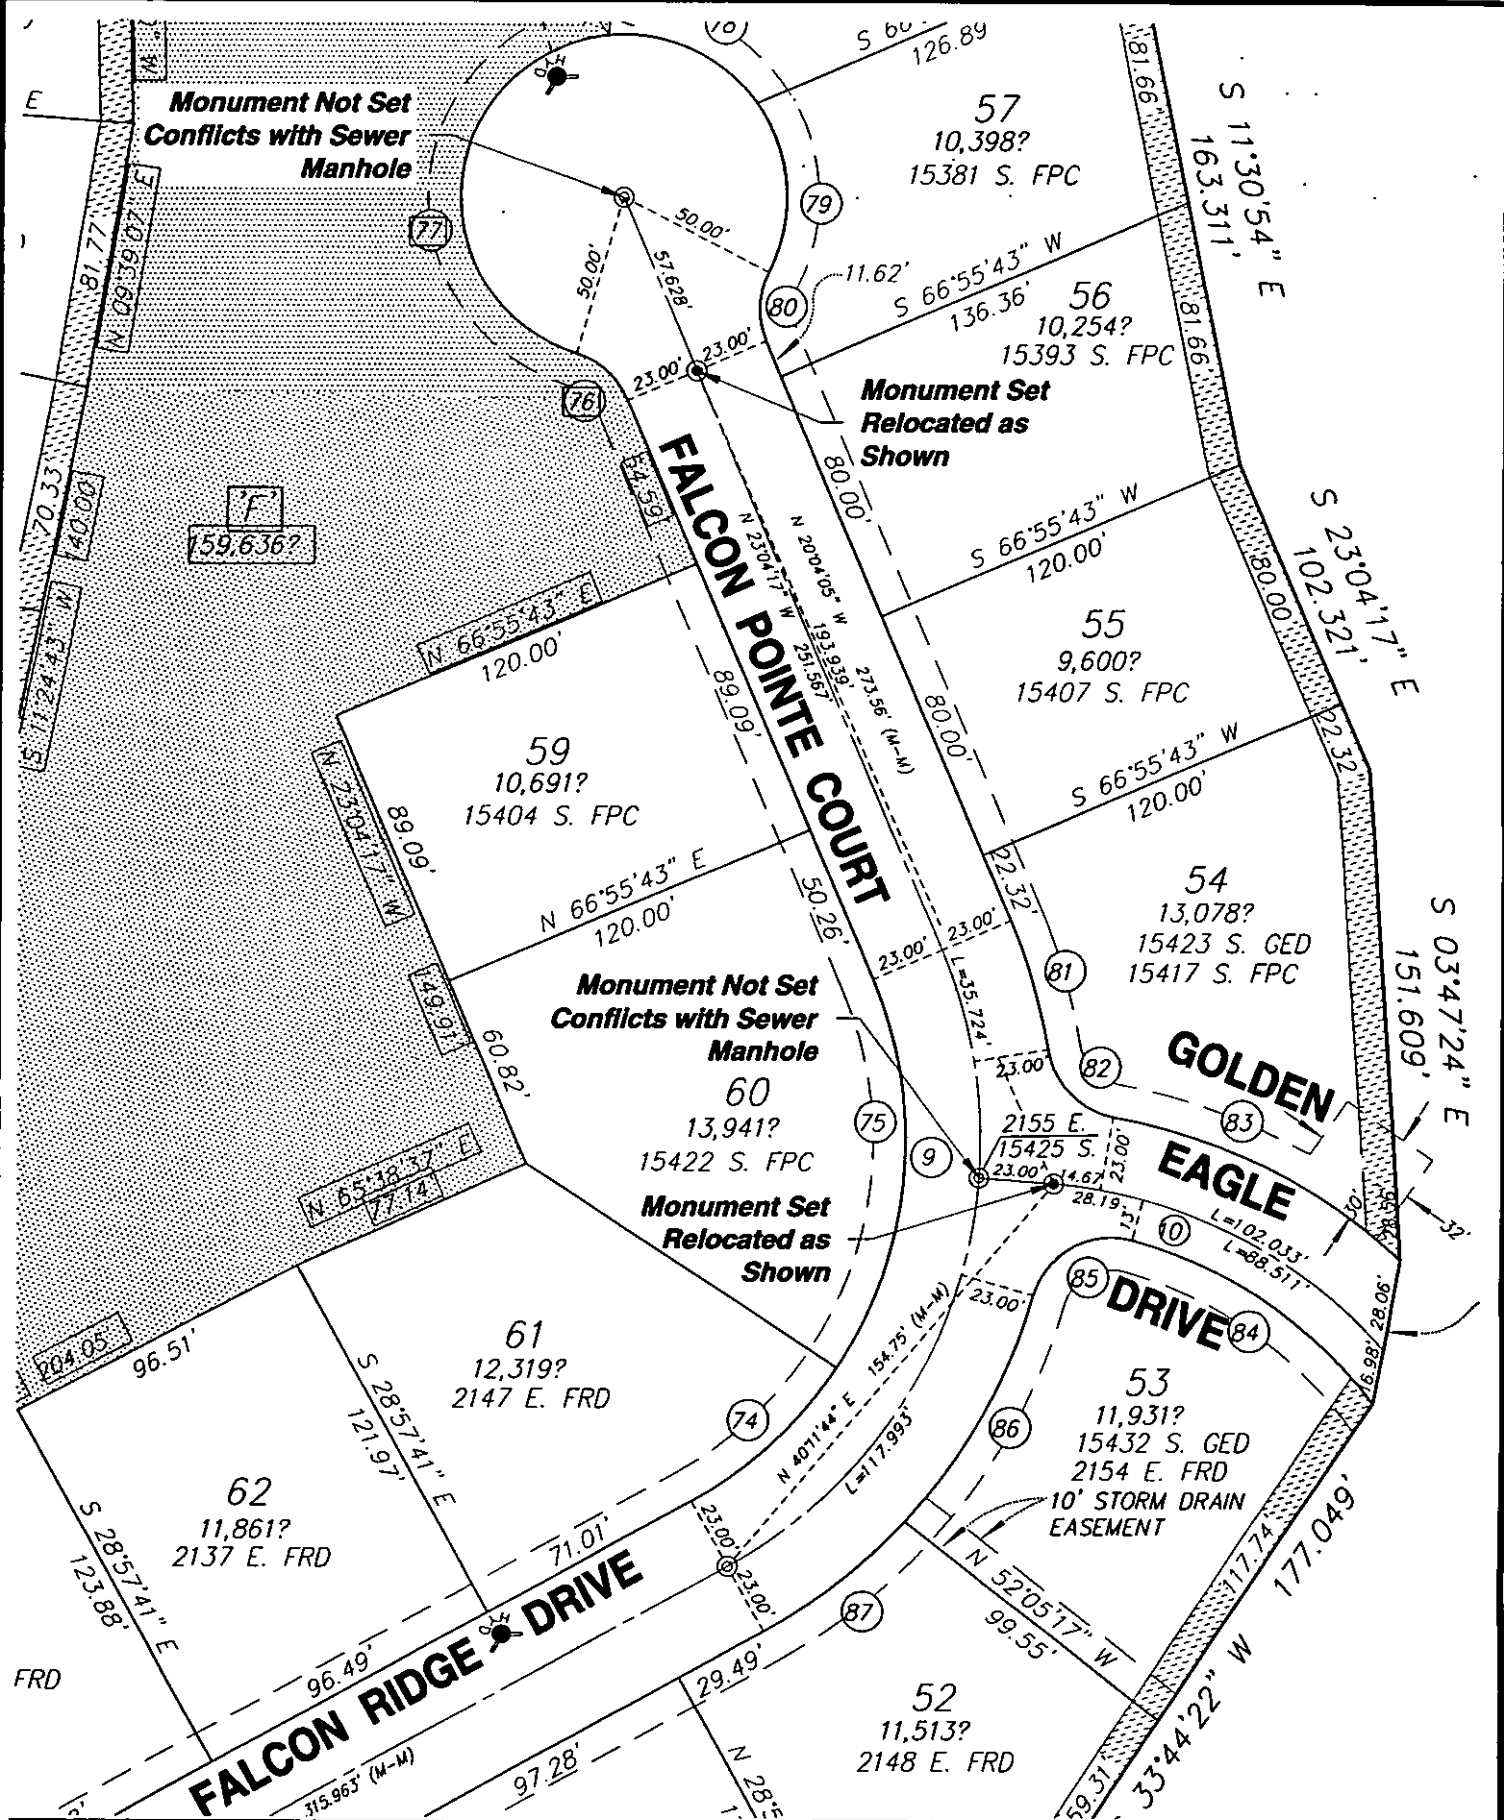 126.89
E
Monument Not Set
Conflicts with Sewer
Manhole
HYD
81.66'
S 11°30'54" E
163.311'
57
10,398?
15381 S. FPC
79
77
N 09°39'07" E
81.77'
50.00'
50.00'
57.628'
11.62'
80
S 66°55'43" W
136.36'
56
10,254?
15393 S. FPC
81.66'
23.00'
23.00'
76
Monument Set
Relocated as
Shown
54.59'
FALCON POINTE COURT
80.00'
S 66°55'43" W
120.00'
70.33'
140.00
'F'
159,636?
S 11°24'43" W
N 66°55'43" E
120.00'
N 23°04'17" W
251.567'
N 20°04'05" W
193.939'
273.56' (M-M)
S 23°04'17" E
102.321'
80.00'
55
9,600?
15407 S. FPC
89.09'
80.00'
59
10,691?
15404 S. FPC
N 23°04'17" W
89.09'
S 66°55'43" W
120.00'
22.32'
N 66°55'43" E
120.00'
50.26'
22.32'
54
13,078?
15423 S. GED
15417 S. FPC
S 03°47'24" E
151.609'
23.00'
23.00'
81
L=35.724'
149.91'
60.82'
Monument Not Set
Conflicts with Sewer
Manhole
60
13,941?
15422 S. FPC
75
9
23.00'
82
GOLDEN
83
2155 E.
15425 S.
23.00'
EAGLE
23.00'
14.67
28.19'
10
L=102.033'
L=88.511'
30'
32'
Monument Set
Relocated as
Shown
N 65°38'37" E
77.14'
85
DRIVE
84
28.06'
16.98'
23.00'
154.75' (M-M)
N 40°11'44" E
L=117.993'
204.05'
96.51'
61
12,319?
2147 E. FRD
S 28°57'41" E
121.97'
74
86
53
11,931?
15432 S. GED
2154 E. FRD
10' STORM DRAIN
EASEMENT
62
11,861?
2137 E. FRD
S 28°57'41" E
123.88'
71.01'
23.00'
23.00'
87
N 52°05'17" W
99.55'
117.74'
177.049'
33°44'22" W
HYD
FRD
96.49'
FALCON RIDGE DRIVE
315.963' (M-M)
29.49'
97.28'
52
11,513?
2148 E. FRD
59.31'